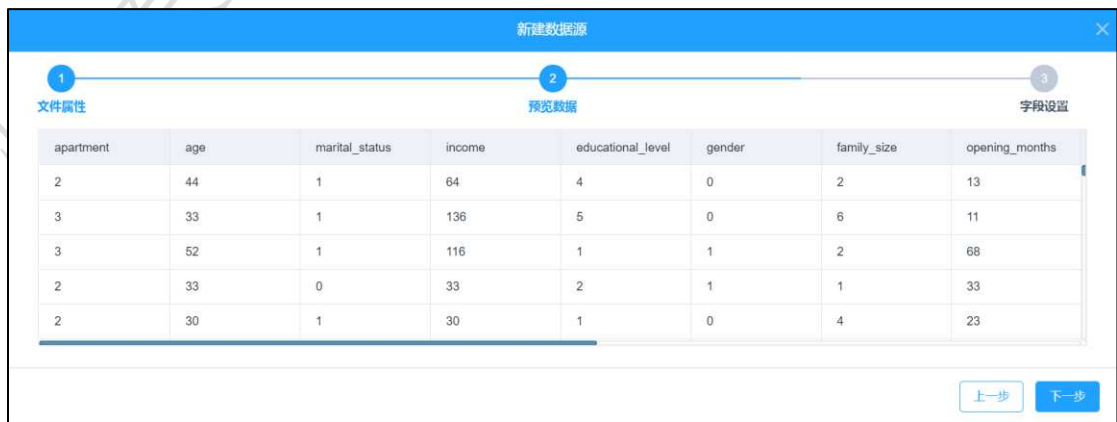 新建数据源
1 2 3
文件属性 预览数据 字段设置
apartment age marital_status income educational_level gender family_size opening_months
2 44 1 64 4 0 2 13
3 33 1 136 5 0 6 11
3 52 1 116 1 1 2 68
2 33 0 33 2 1 1 33
2 30 1 30 1 0 4 23
上一步 下一步